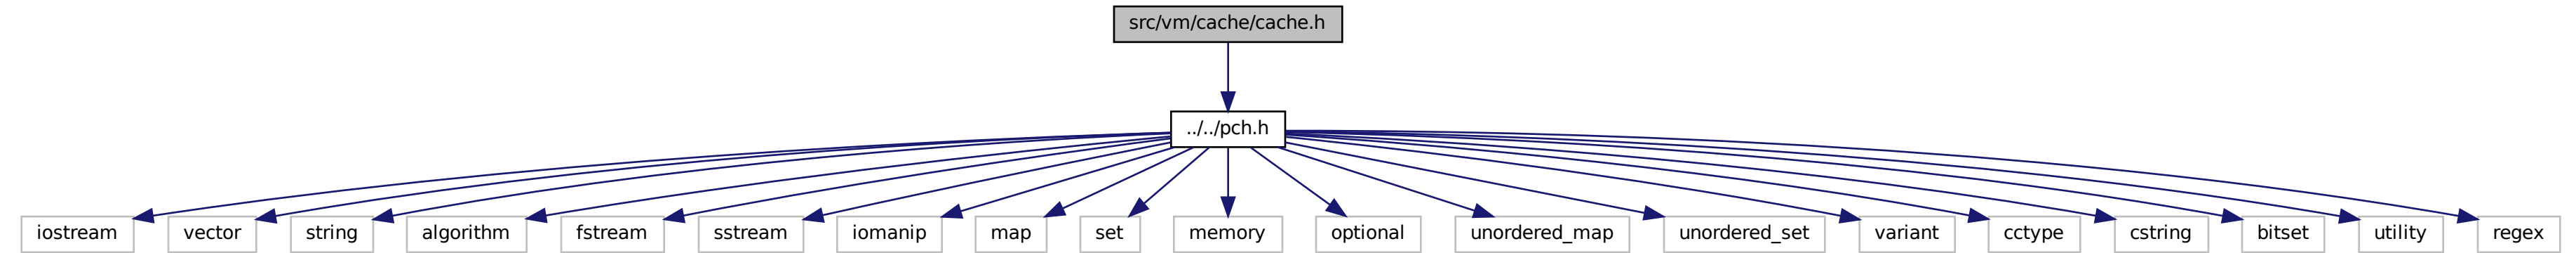 src/vm/cache/cache.h
../../pch.h
iostream
vector
string
algorithm
fstream
sstream
iomanip
map
set
memory
optional
unordered_map
unordered_set
variant
cctype
cstring
bitset
utility
regex